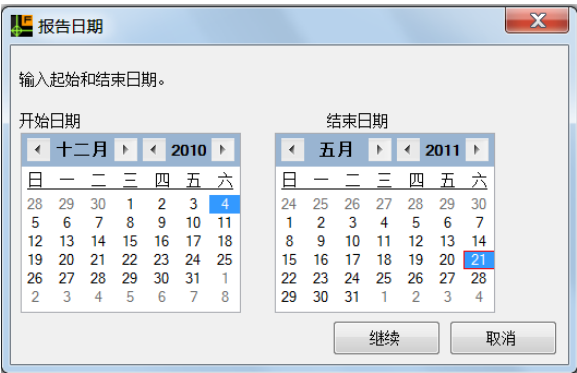 报告日期
输入起始和结束日期。
开始日期
十二月 2010
日 一 二 三 四 五 六
28 29 30 1 2 3 4
5 6 7 8 9 10 11
12 13 14 15 16 17 18
19 20 21 22 23 24 25
26 27 28 29 30 31 1
2 3 4 5 6 7 8
结束日期
五月 2011
日 一 二 三 四 五 六
24 25 26 27 28 29 30
1 2 3 4 5 6 7
8 9 10 11 12 13 14
15 16 17 18 19 20 21
22 23 24 25 26 27 28
29 30 31 1 2 3 4
继续 取消